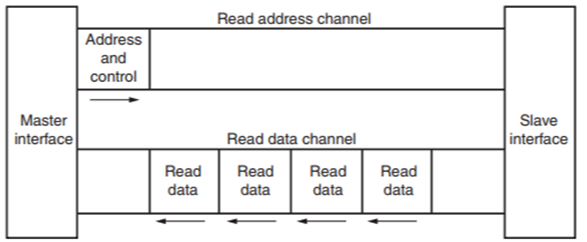 Read address channel
Address
and
control
Master
interface
Slave
interface
Read data channel
Read
data
Read
data
Read
data
Read
data